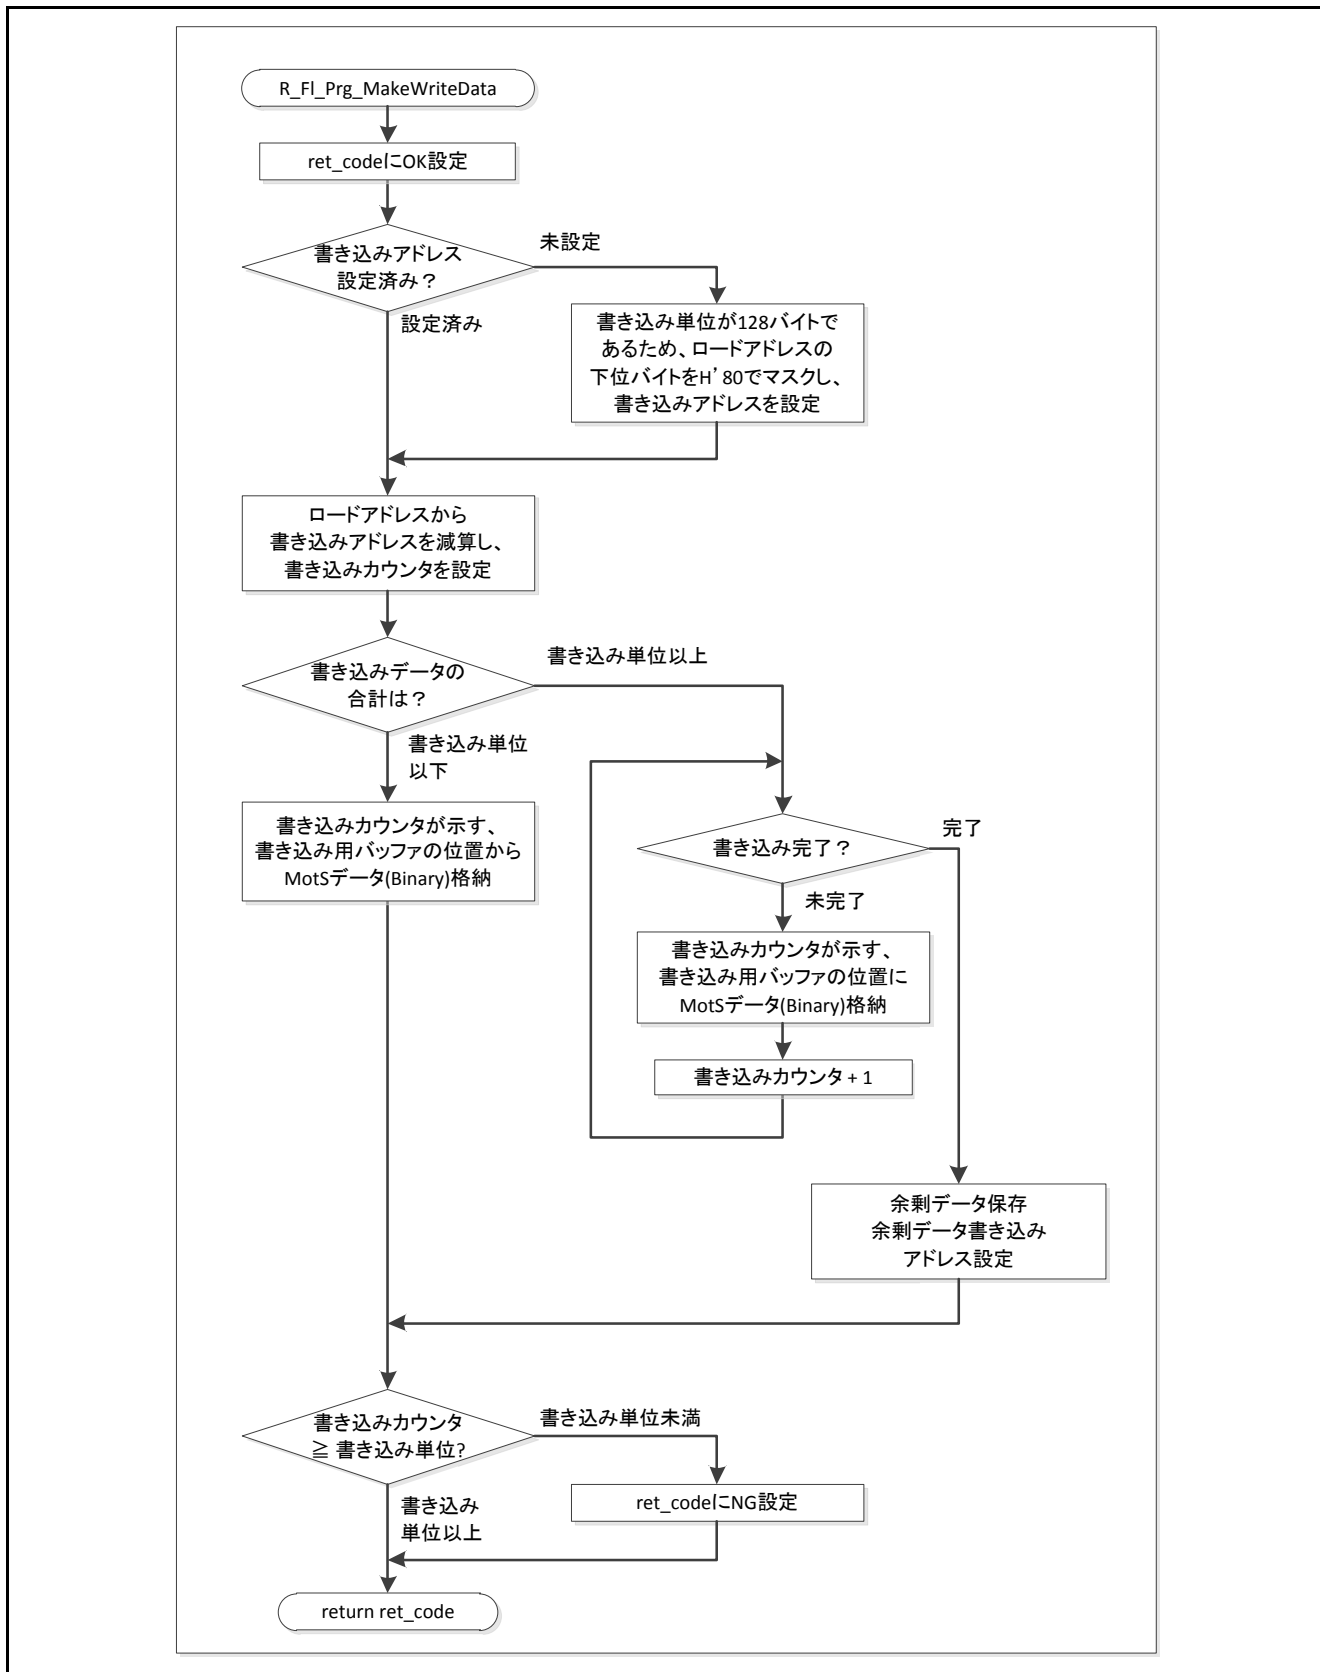 R_Fl_Prg_MakeWriteData
ret_codeにOK設定
書き込みアドレス
設定済み？
未設定
設定済み
書き込み単位が128バイトで
あるため、ロードアドレスの
下位バイトをH’80でマスクし、
書き込みアドレスを設定
ロードアドレスから
書き込みアドレスを減算し、
書き込みカウンタを設定
書き込みデータの
合計は？
書き込み単位以上
書き込み単位
以下
書き込みカウンタが示す、
書き込み用バッファの位置から
MotSデータ(Binary)格納
書き込み完了？
完了
未完了
書き込みカウンタが示す、
書き込み用バッファの位置に
MotSデータ(Binary)格納
書き込みカウンタ + 1
余剰データ保存
余剰データ書き込み
アドレス設定
書き込みカウンタ
≧ 書き込み単位?
書き込み単位未満
ret_codeにNG設定
書き込み
単位以上
return ret_code